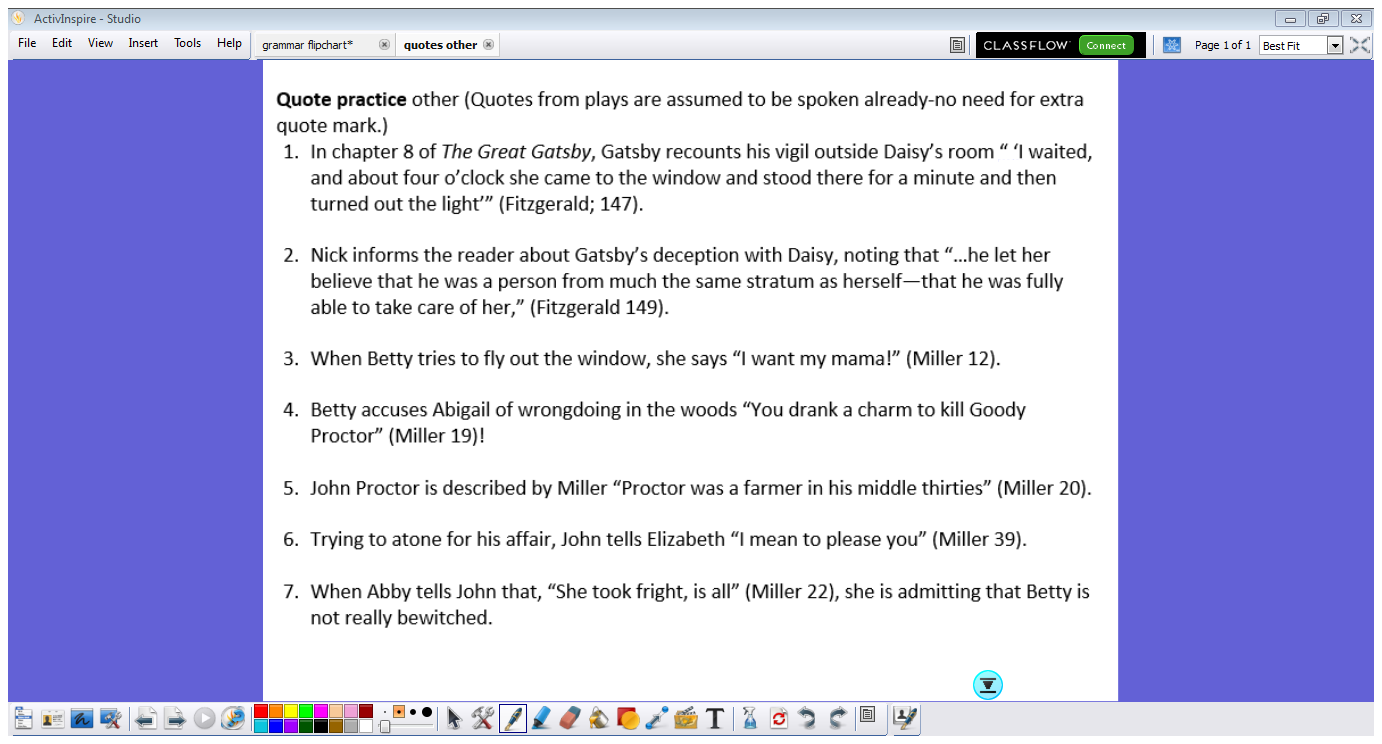 ActivInspire - Studio
File Edit View Insert Tools Help grammar flipchart* quotes other CLASSFLOW Connect Page 1 of 1 Best Fit
Quote practice other (Quotes from plays are assumed to be spoken already-no need for extra
quote mark.)
1. In chapter 8 of The Great Gatsby, Gatsby recounts his vigil outside Daisy’s room “ ‘I waited,
and about four o’clock she came to the window and stood there for a minute and then
turned out the light’” (Fitzgerald; 147).
2. Nick informs the reader about Gatsby’s deception with Daisy, noting that “…he let her
believe that he was a person from much the same stratum as herself—that he was fully
able to take care of her,” (Fitzgerald 149).
3. When Betty tries to fly out the window, she says “I want my mama!” (Miller 12).
4. Betty accuses Abigail of wrongdoing in the woods “You drank a charm to kill Goody
Proctor” (Miller 19)!
5. John Proctor is described by Miller “Proctor was a farmer in his middle thirties” (Miller 20).
6. Trying to atone for his affair, John tells Elizabeth “I mean to please you” (Miller 39).
7. When Abby tells John that, “She took fright, is all” (Miller 22), she is admitting that Betty is
not really bewitched.